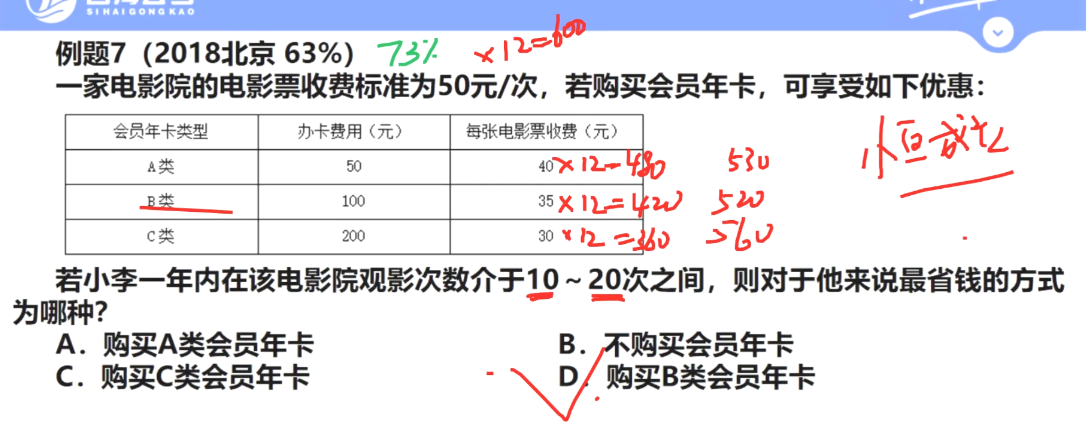 SIHAIGONGKAO
例题7（2018北京 63%） 73% ×12=600
一家电影院的电影票收费标准为50元/次，若购买会员年卡，可享受如下优惠：
会员年卡类型 办卡费用（元） 每张电影票收费（元）
A类 50 40 ×12=480 530
B类 100 35 ×12=420 520
C类 200 30 ×12=360 560
若小李一年内在该电影院观影次数介于10～20次之间，则对于他来说最省钱的方式
为哪种？
A．购买A类会员年卡 B．不购买会员年卡
C．购买C类会员年卡 D．购买B类会员年卡